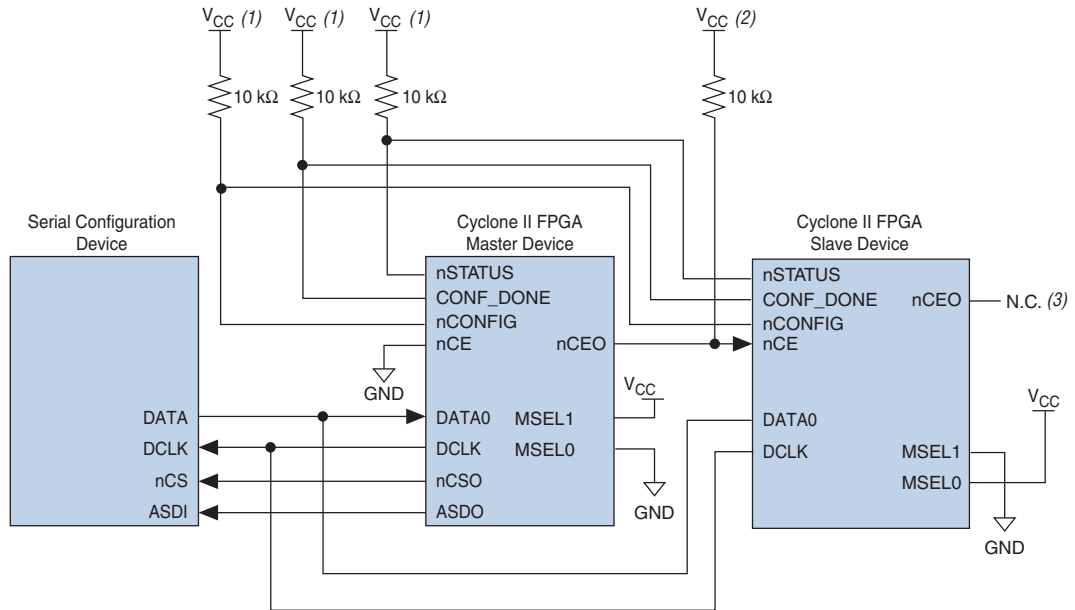 VCC (1)
VCC (1)
VCC (1)
VCC (2)
10 kΩ
10 kΩ
10 kΩ
10 kΩ
Serial Configuration
Device
DATA
DCLK
nCS
ASDI
Cyclone II FPGA
Master Device
nSTATUS
CONF_DONE
nCONFIG
nCE
nCEO
GND
DATA0
DCLK
nCSO
ASDO
MSEL1
MSEL0
VCC
GND
Cyclone II FPGA
Slave Device
nSTATUS
CONF_DONE
nCONFIG
nCE
nCEO
N.C. (3)
DATA0
DCLK
MSEL1
MSEL0
VCC
GND